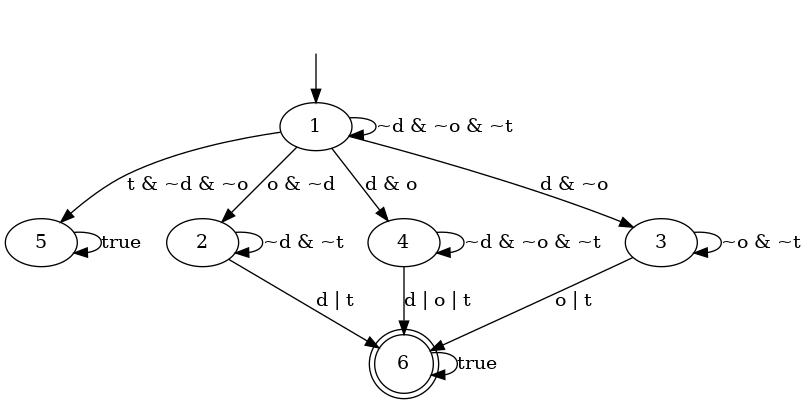 1
~d & ~o & ~t
t & ~d & ~o
o & ~d
d & o
d & ~o
5
true
2
~d & ~t
4
~d & ~o & ~t
3
~o & ~t
d | t
d | o | t
o | t
6
true